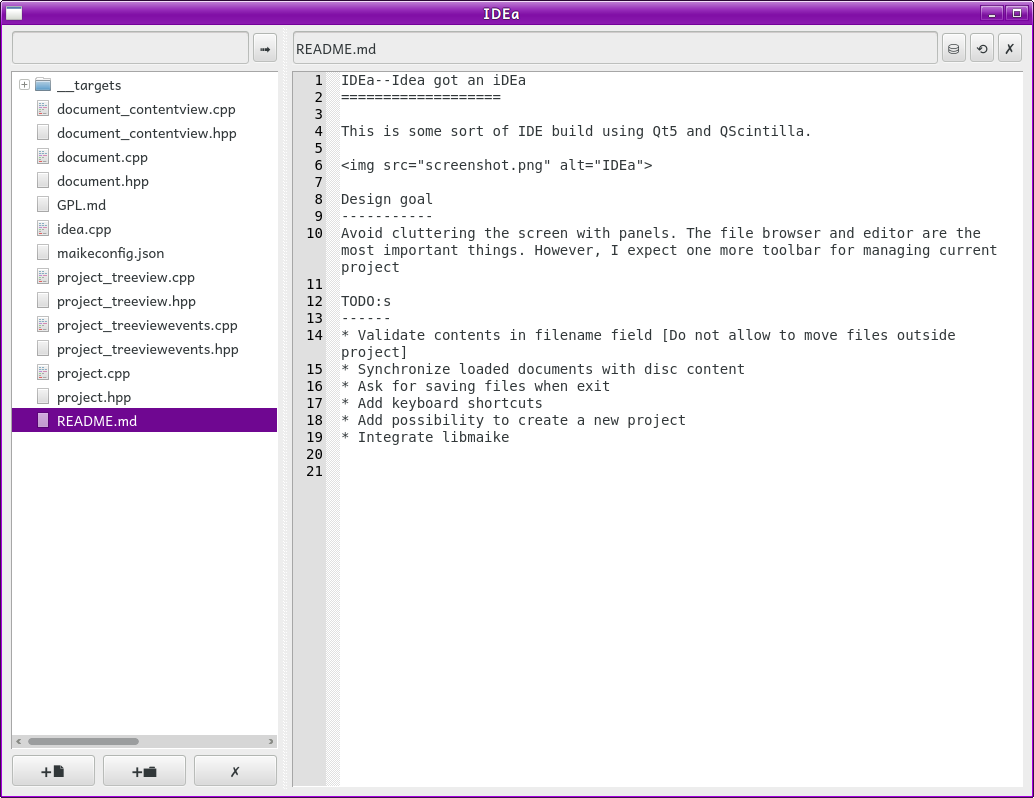 IDEa
README.md
__targets
document_contentview.cpp
document_contentview.hpp
document.cpp
document.hpp
GPL.md
idea.cpp
maikeconfig.json
project_treeview.cpp
project_treeview.hpp
project_treeviewevents.cpp
project_treeviewevents.hpp
project.cpp
project.hpp
README.md
1 IDEa--Idea got an iDEa
2 ===================
3
4 This is some sort of IDE build using Qt5 and QScintilla.
5
6 <img src="screenshot.png" alt="IDEa">
7
8 Design goal
9 -----------
10 Avoid cluttering the screen with panels. The file browser and editor are the
most important things. However, I expect one more toolbar for managing current
project
11
12 TODO:s
13 ------
14 * Validate contents in filename field [Do not allow to move files outside
project]
15 * Synchronize loaded documents with disc content
16 * Ask for saving files when exit
17 * Add keyboard shortcuts
18 * Add possibility to create a new project
19 * Integrate libmaike
20
21